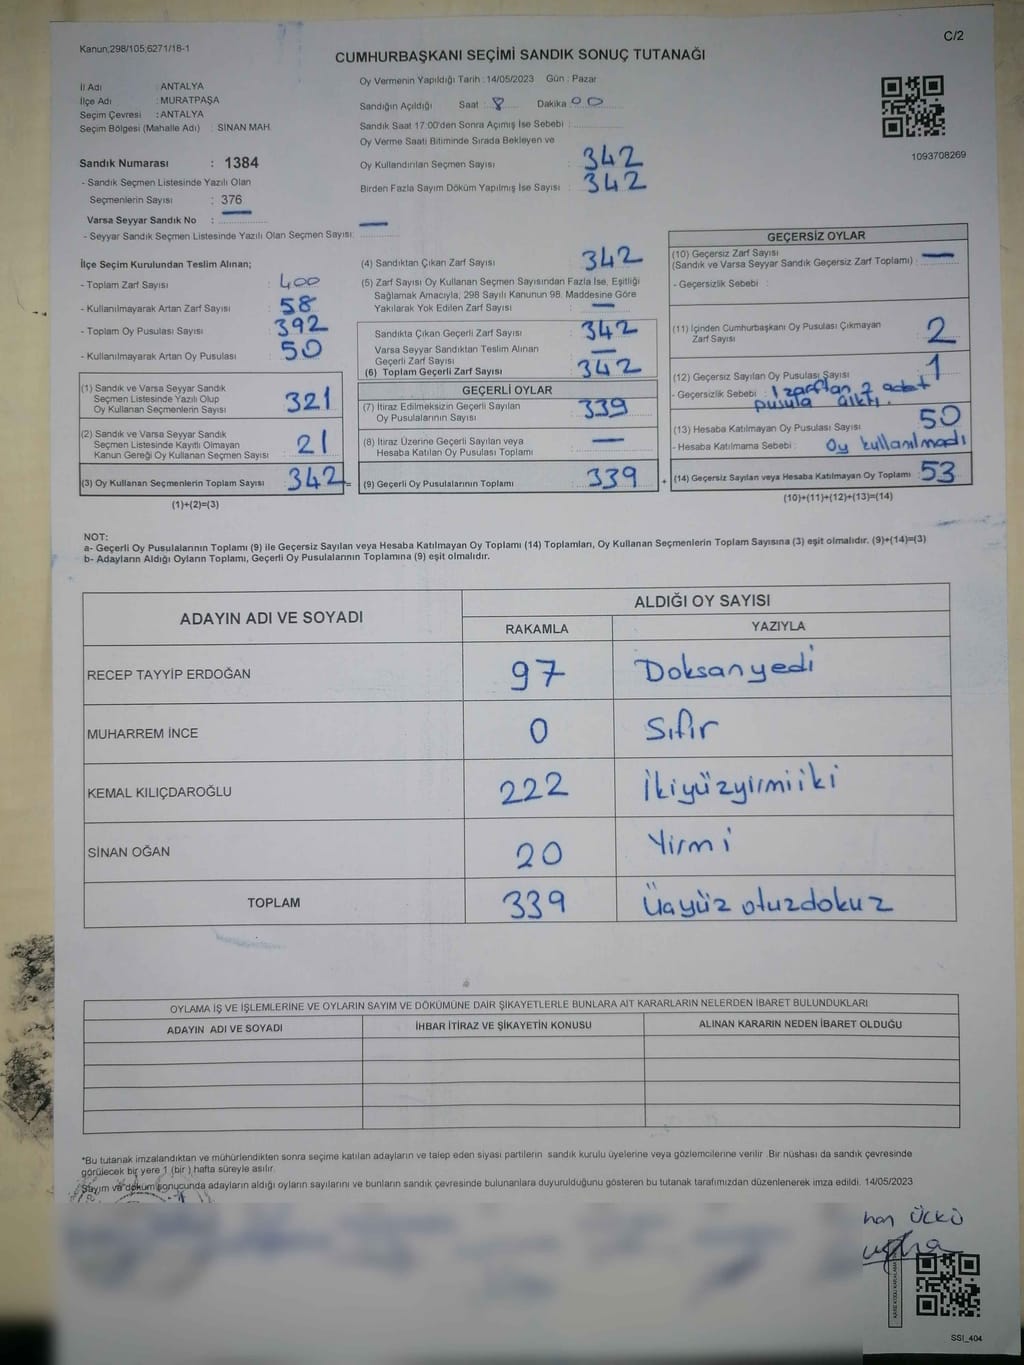 Kanun,298/105;6271/18-1
C/2
CUMHURBAŞKANI SEÇİMİ SANDIK SONUÇ TUTANAĞI
İl Adı : ANTALYA
İlçe Adı : MURATPAŞA
Seçim Çevresi : ANTALYA
Seçim Bölgesi (Mahalle Adı) : SİNAN MAH.
Sandık Numarası : 1384
- Sandık Seçmen Listesinde Yazılı Olan
Seçmenlerin Sayısı : 376
Varsa Seyyar Sandık No : —
- Seyyar Sandık Seçmen Listesinde Yazılı Olan Seçmen Sayısı: —
Oy Vermenin Yapıldığı Tarih : 14/05/2023 Gün : Pazar
Sandığın Açıldığı Saat : 8 Dakika 00
Sandık Saat 17:00'den Sonra Açılmış İse Sebebi :
Oy Verme Saati Bitiminde Sırada Bekleyen ve
Oy Kullandırılan Seçmen Sayısı : 342
Birden Fazla Sayım Döküm Yapılmış İse Sayısı : 342
1093708269
İlçe Seçim Kurulundan Teslim Alınan;
- Toplam Zarf Sayısı : 400
- Kullanılmayarak Artan Zarf Sayısı : 58
- Toplam Oy Pusulası Sayısı : 392
- Kullanılmayarak Artan Oy Pusulası : 50
(1) Sandık ve Varsa Seyyar Sandık
Seçmen Listesinde Yazılı Olup
Oy Kullanan Seçmenlerin Sayısı : 321
(2) Sandık ve Varsa Seyyar Sandık
Seçmen Listesinde Kayıtlı Olmayan
Kanun Gereği Oy Kullanan Seçmen Sayısı : 21
(3) Oy Kullanan Seçmenlerin Toplam Sayısı : 342 =
(1)+(2)=(3)
(4) Sandıktan Çıkan Zarf Sayısı : 342
(5) Zarf Sayısı Oy Kullanan Seçmen Sayısından Fazla İse, Eşitliği
Sağlamak Amacıyla; 298 Sayılı Kanunun 98. Maddesine Göre
Yakılarak Yok Edilen Zarf Sayısı : —
Sandıkta Çıkan Geçerli Zarf Sayısı : 342
Varsa Seyyar Sandıktan Teslim Alınan
Geçerli Zarf Sayısı : —
(6) Toplam Geçerli Zarf Sayısı : 342
GEÇERLİ OYLAR
(7) İtiraz Edilmeksizin Geçerli Sayılan
Oy Pusulasının Sayısı : 339
(8) İtiraz Üzerine Geçerli Sayılan veya
Hesaba Katılan Oy Pusulası Toplamı : —
(9) Geçerli Oy Pusulalarının Toplamı : 339 +
GEÇERSİZ OYLAR
(10) Geçersiz Zarf Sayısı
(Sandık ve Varsa Seyyar Sandık Geçersiz Zarf Toplamı) : —
- Geçersizlik Sebebi :
(11) İçinden Cumhurbaşkanı Oy Pusulası Çıkmayan
Zarf Sayısı : 2
(12) Geçersiz Sayılan Oy Pusulası Sayısı : 1
- Geçersizlik Sebebi : 1 zarftan 2 adet
pusula çıktı.
(13) Hesaba Katılmayan Oy Pusulası Sayısı : 50
- Hesaba Katılmama Sebebi : Oy kullanılmadı
(14) Geçersiz Sayılan veya Hesaba Katılmayan Oy Toplamı : 53
(10)+(11)+(12)+(13)=(14)
NOT:
a- Geçerli Oy Pusulalarının Toplamı (9) ile Geçersiz Sayılan veya Hesaba Katılmayan Oy Toplamı (14) Toplamları, Oy Kullanan Seçmenlerin Toplam Sayısına (3) eşit olmalıdır. (9)+(14)=(3)
b- Adayların Aldığı Oyların Toplamı, Geçerli Oy Pusulalarının Toplamına (9) eşit olmalıdır.
ADAYIN ADI VE SOYADI
ALDIĞI OY SAYISI
RAKAMLA YAZIYLA
RECEP TAYYİP ERDOĞAN 97 Doksanyedi
MUHARREM İNCE 0 Sıfır
KEMAL KILIÇDAROĞLU 222 İkiyüzyirmiiki
SİNAN OĞAN 20 Yirmi
TOPLAM 339 Üçyüz otuzdokuz
OYLAMA İŞ VE İŞLEMLERİNE VE OYLARIN SAYIM VE DÖKÜMÜNE DAİR ŞİKAYETLERLE BUNLARA AİT KARARLARIN NELERDEN İBARET BULUNDUKLARI
ADAYIN ADI VE SOYADI İHBAR İTİRAZ VE ŞİKAYETİN KONUSU ALINAN KARARIN NEDEN İBARET OLDUĞU
*Bu tutanak imzalandıktan ve mühürlendikten sonra seçime katılan adayların ve talep eden siyasi partilerin sandık kurulu üyelerine veya gözlemcilerine verilir. Bir nüshası da sandık çevresinde
görülecek bir yere 1 (bir ) hafta süreyle asılır.
Sayım ve döküm sonucunda adayların aldığı oyların sayılarını ve bunların sandık çevresinde bulunanlara duyurulduğunu gösteren bu tutanak tarafımızdan düzenlenerek imza edildi. 14/05/2023
han ÜLKÜ
SSI_404